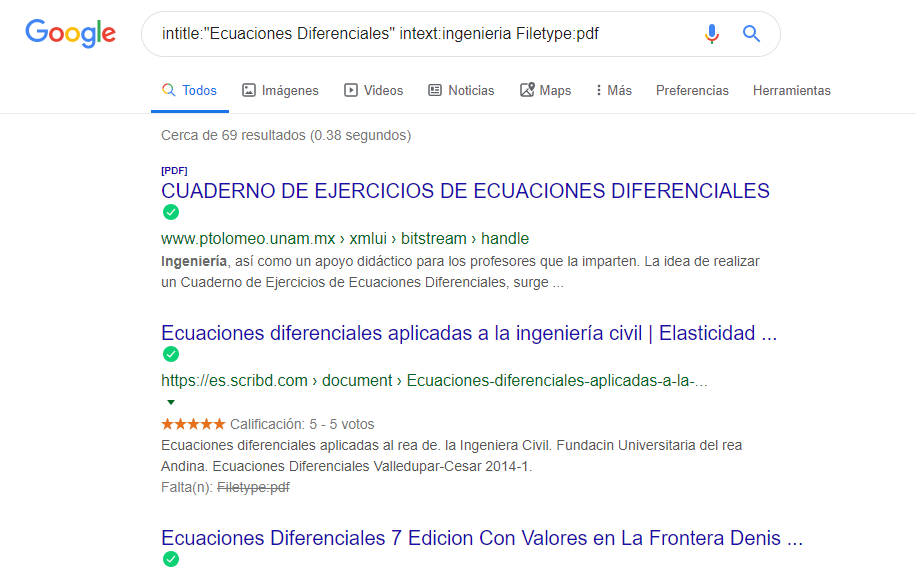 Google
intitle:"Ecuaciones Diferenciales" intext:ingenieria Filetype:pdf
Todos Imágenes Videos Noticias Maps Más Preferencias Herramientas
Cerca de 69 resultados (0.38 segundos)
[PDF]
CUADERNO DE EJERCICIOS DE ECUACIONES DIFERENCIALES
www.ptolomeo.unam.mx › xmlui › bitstream › handle
Ingeniería, así como un apoyo didáctico para los profesores que la imparten. La idea de realizar
un Cuaderno de Ejercicios de Ecuaciones Diferenciales, surge ...
Ecuaciones diferenciales aplicadas a la ingeniería civil | Elasticidad ...
https://es.scribd.com › document › Ecuaciones-diferenciales-aplicadas-a-la-...
Calificación: 5 - 5 votos
Ecuaciones diferenciales aplicadas al rea de. la Ingeniera Civil. Fundacin Universitaria del rea
Andina. Ecuaciones Diferenciales Valledupar-Cesar 2014-1.
Falta(n): Filetype:pdf
Ecuaciones Diferenciales 7 Edicion Con Valores en La Frontera Denis ...